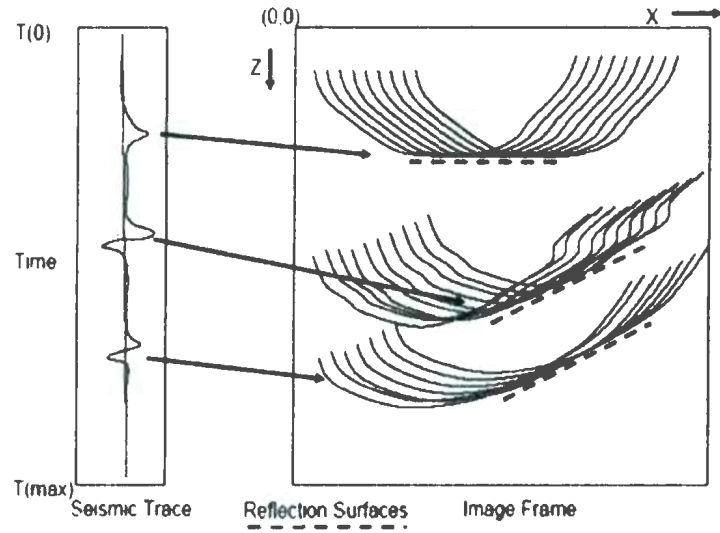 T(0)
(0,0)
X
Z
Time
T(max)
Seismic Trace
Reflection Surfaces
Image Frame